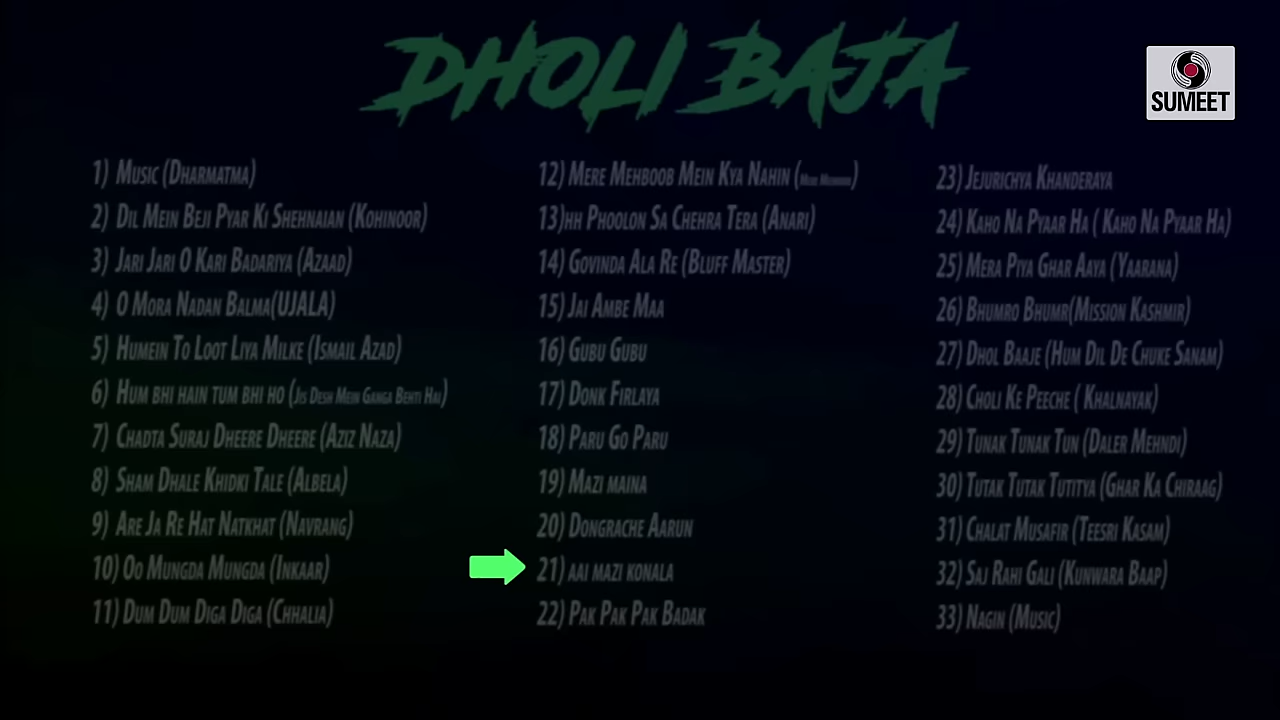 DHOLI BAJA
SUMEET
1) MUSIC (DHARMATMA)
2) DIL MEIN BEJI PYAR KI SHEHNAIAN (KOHINOOR)
3) JARI JARI O KARI BADARIYA (AZAAD)
4) O MORA NADAN BALMA(UJALA)
5) HUMEIN TO LOOT LIYA MILKE (ISMAIL AZAD)
6) HUM BHI HAIN TUM BHI HO (JIS DESH MEIN GANGA BEHTI HAI)
7) CHADTA SURAJ DHEERE DHEERE (AZIZ NAZA)
8) SHAM DHALE KHIDKI TALE (ALBELA)
9) ARE JA RE HAT NATKHAT (NAVRANG)
10) OO MUNGDA MUNGDA (INKAAR)
11) DUM DUM DIGA DIGA (CHHALIA)
12) MERE MEHBOOB MEIN KYA NAHIN (MERE MEHBOOB)
13)HH PHOOLON SA CHEHRA TERA (ANARI)
14) GOVINDA ALA RE (BLUFF MASTER)
15) JAI AMBE MAA
16) GUBU GUBU
17) DONK FIRLAYA
18) PARU GO PARU
19) MAZI MAINA
20) DONGRACHE AARUN
21) AAI MAZI KONALA
22) PAK PAK PAK BADAK
23) JEJURICHYA KHANDERAYA
24) KAHO NA PYAAR HA ( KAHO NA PYAAR HA)
25) MERA PIYA GHAR AAYA (YAARANA)
26) BHUMRO BHUMR(MISSION KASHMIR)
27) DHOL BAAJE (HUM DIL DE CHUKE SANAM)
28) CHOLI KE PEECHE ( KHALNAYAK)
29) TUNAK TUNAK TUN (DALER MEHNDI)
30) TUTAK TUTAK TUTITYA (GHAR KA CHIRAAG)
31) CHALAT MUSAFIR (TEESRI KASAM)
32) SAJ RAHI GALI (KUNWARA BAAP)
33) NAGIN (MUSIC)